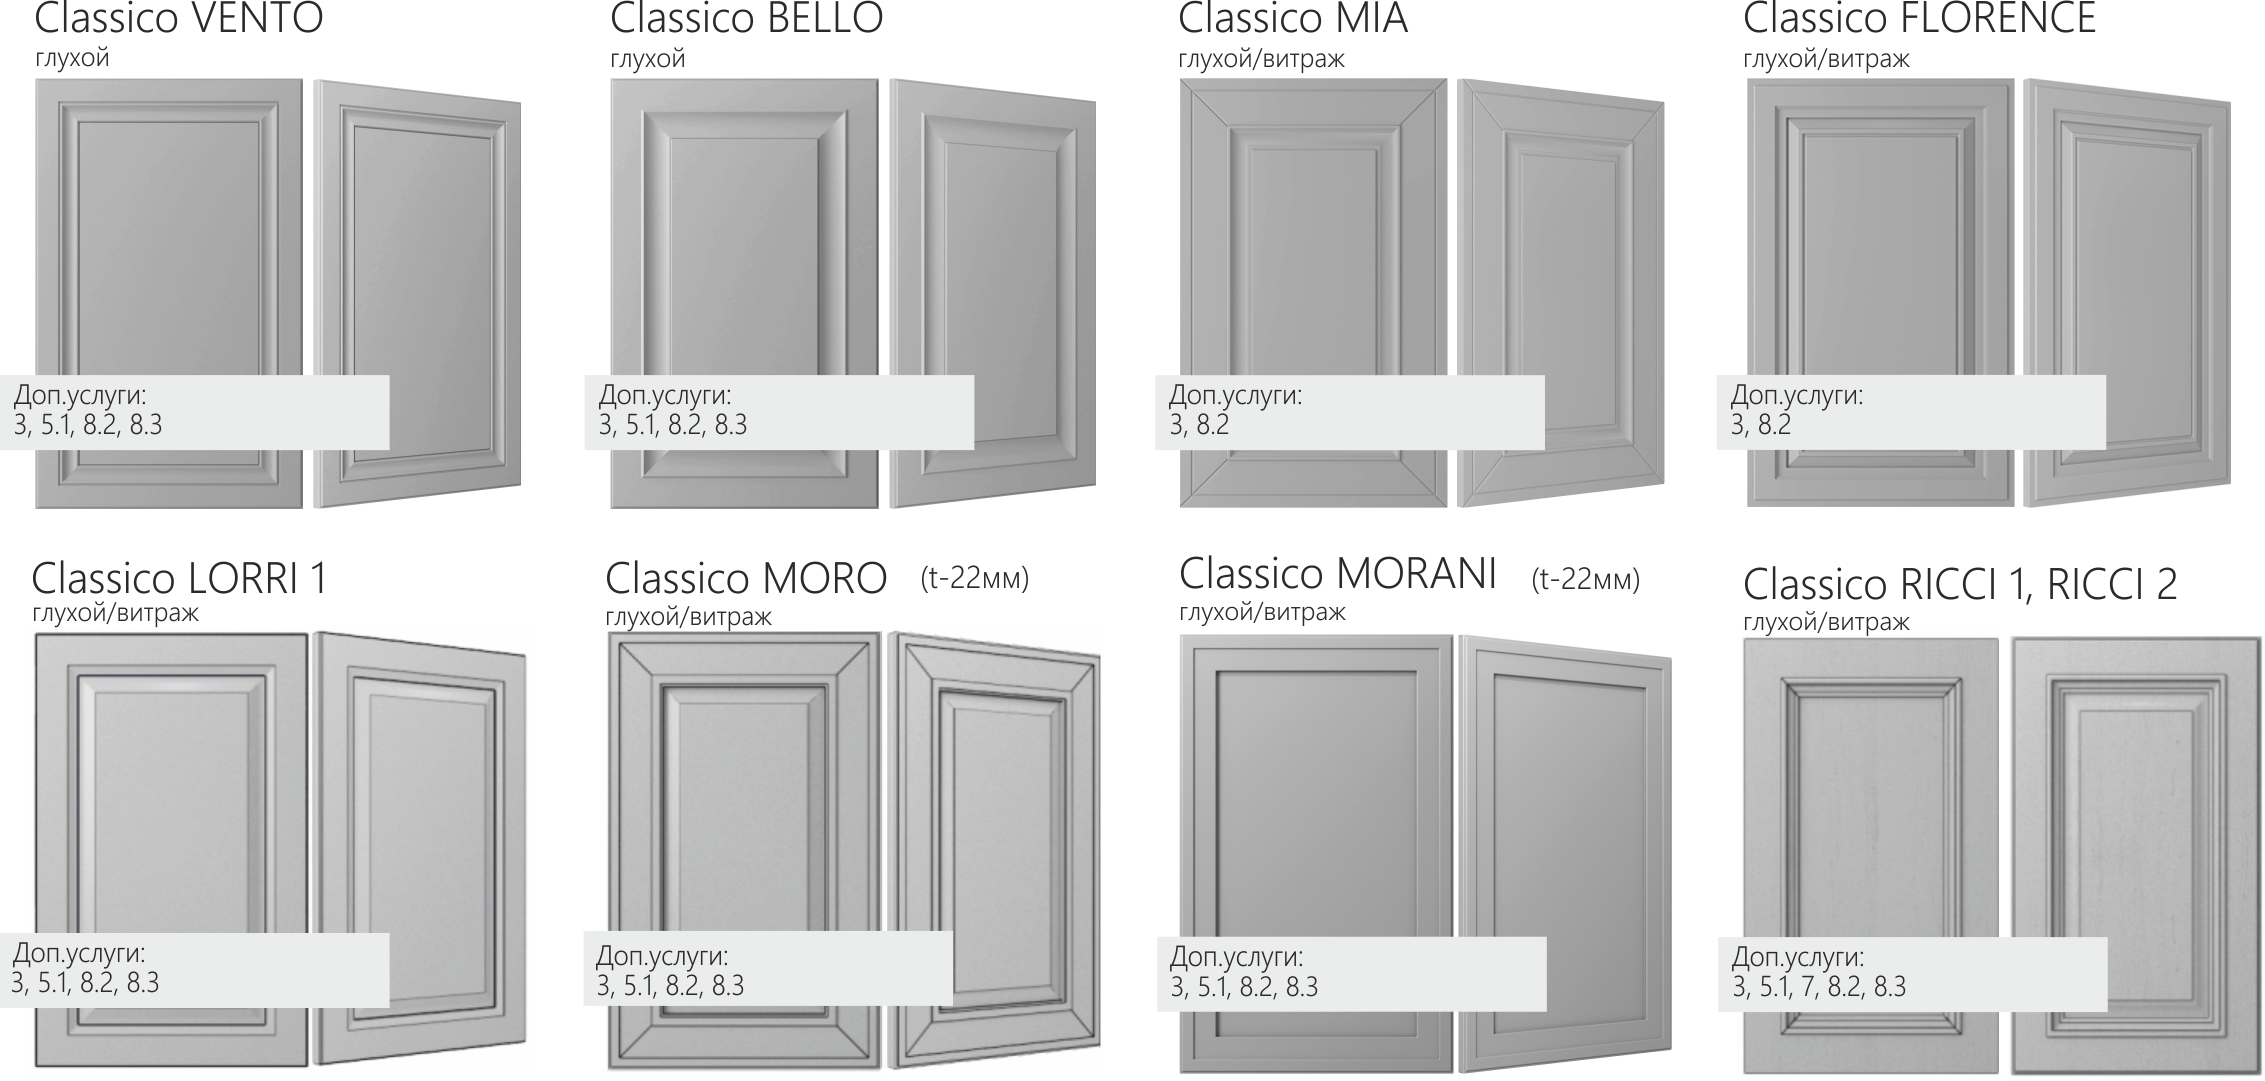 Classico VENTO
глухой
Доп.услуги:
3, 5.1, 8.2, 8.3
Classico BELLO
глухой
Доп.услуги:
3, 5.1, 8.2, 8.3
Classico MIA
глухой/витраж
Доп.услуги:
3, 8.2
Classico FLORENCE
глухой/витраж
Доп.услуги:
3, 8.2
Classico LORRI 1
глухой/витраж
Доп.услуги:
3, 5.1, 8.2, 8.3
Classico MORO (t-22мм)
глухой/витраж
Доп.услуги:
3, 5.1, 8.2, 8.3
Classico MORANI (t-22мм)
глухой/витраж
Доп.услуги:
3, 5.1, 8.2, 8.3
Classico RICCI 1, RICCI 2
глухой/витраж
Доп.услуги:
3, 5.1, 7, 8.2, 8.3